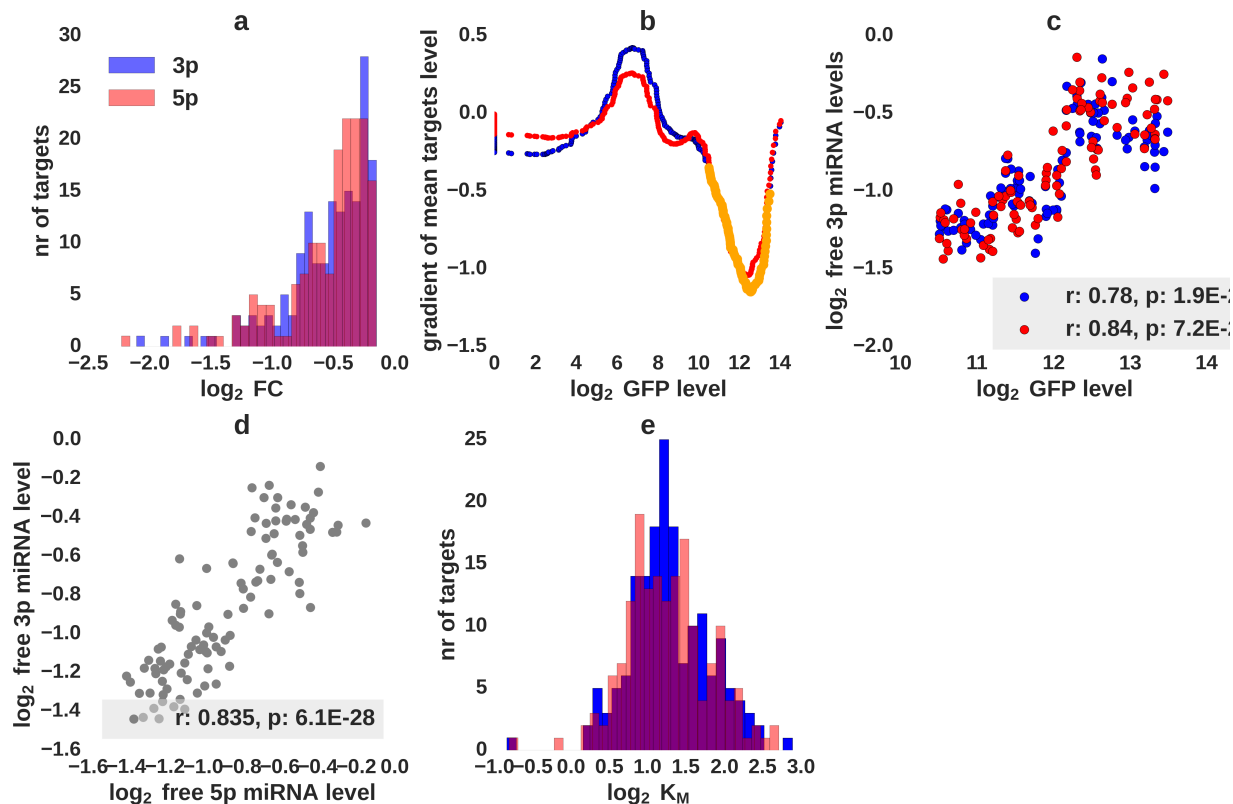 a
30
25
20
15
10
5
0
nr of targets
3p
5p
−2.5 −2.0 −1.5 −1.0 −0.5 0.0
log2 FC
b
0.5
0.0
−0.5
−1.0
−1.5
gradient of mean targets level
0 2 4 6 8 10 12 14
log2 GFP level
c
0.0
−0.5
−1.0
−1.5
−2.0
log2 free 3p miRNA levels
r: 0.78, p: 1.9E-
r: 0.84, p: 7.2E-
10 11 12 13 14
log2 GFP level
d
0.0
−0.2
−0.4
−0.6
−0.8
−1.0
−1.2
−1.4
−1.6
log2 free 3p miRNA level
r: 0.835, p: 6.1E-28
−1.6 −1.4 −1.2 −1.0 −0.8 −0.6 −0.4 −0.2 0.0
log2 free 5p miRNA level
e
25
20
15
10
5
0
nr of targets
−1.0 −0.5 0.0 0.5 1.0 1.5 2.0 2.5 3.0
log2 KM